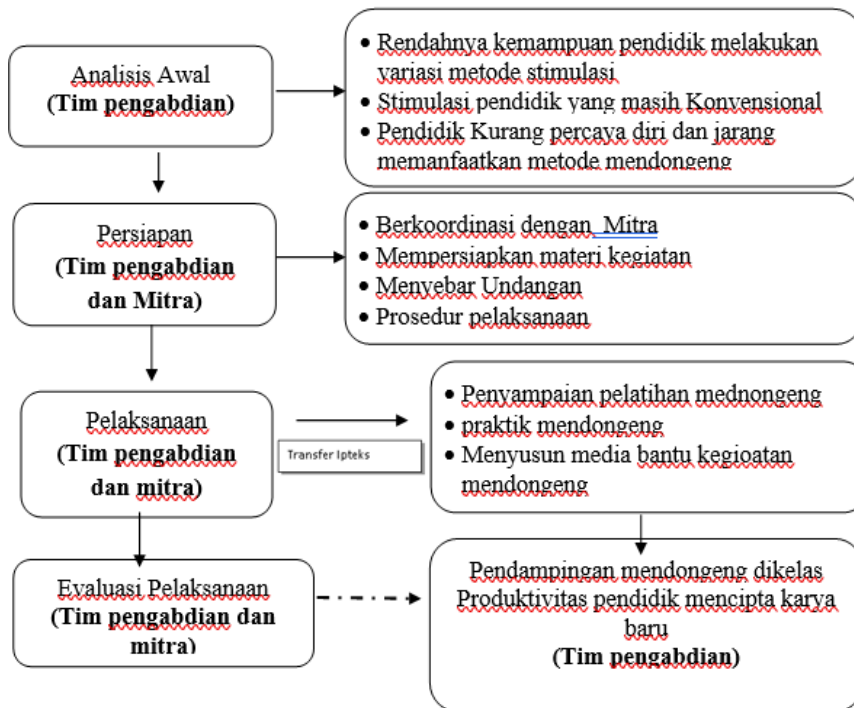 Analisis Awal
(Tim pengabdian)
• Rendahnya kemampuan pendidik melakukan
variasi metode stimulasi
• Stimulasi pendidik yang masih Konvensional
• Pendidik Kurang percaya diri dan jarang
memanfaatkan metode mendongeng
Persiapan
(Tim pengabdian
dan Mitra)
• Berkoordinasi dengan Mitra
• Mempersiapkan materi kegiatan
• Menyebar Undangan
• Prosedur pelaksanaan
Pelaksanaan
(Tim pengabdian
dan mitra)
Transfer Ipteks
• Penyampaian pelatihan mednongeng
• praktik mendongeng
• Menyusun media bantu kegioatan
mendongeng
Evaluasi Pelaksanaan
(Tim pengabdian dan
mitra)
Pendampingan mendongeng dikelas
Produktivitas pendidik mencipta karya
baru
(Tim pengabdian)